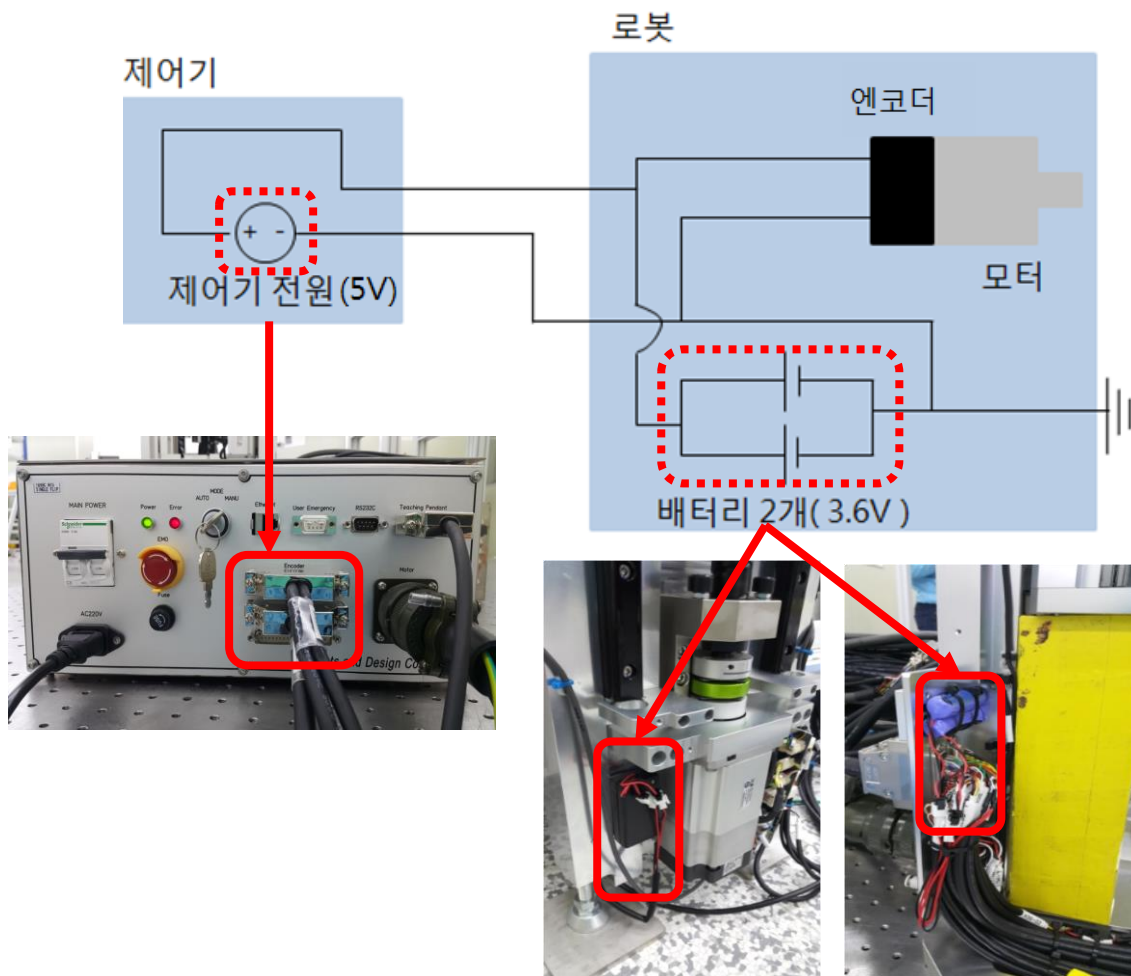 로봇
제어기
엔코더
+ -
제어기 전원(5V)
모터
배터리 2개( 3.6V )
MAIN POWER
Power
Error
MODE
AUTO
MANU
User Emergency
RS232C
Teaching Pendant
EMO
Fuse
Encoder
Motor
AC220V
and Design Co